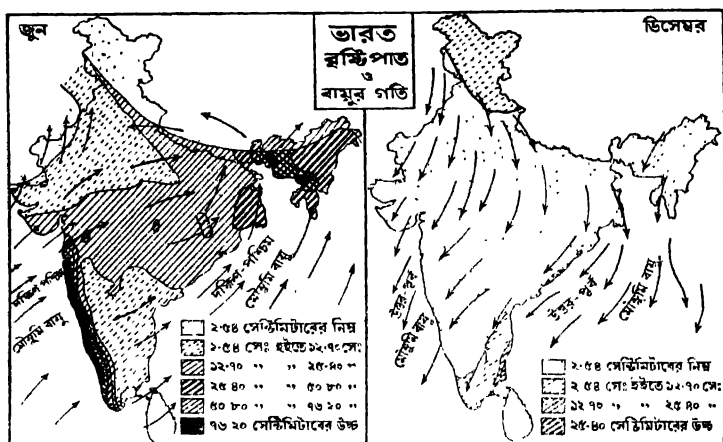 জুন
ভারত
বৃষ্টিপাত
ও
বায়ুর গতি
ডিসেম্বর
দক্ষিণ-পশ্চিম
মৌসুমি বায়ু
দক্ষিণ-পশ্চিম
মৌসুমি বায়ু
২·৫৪ সেন্টিমিটারের নিম্ন
২·৫৪ সেঃ হইতে ১২·৭০ সেঃ
১২·৭০ " " ২৫·৪০ "
২৫·৪০ " " ৫০·৮০ "
৫০·৮০ " " ৭৬·২০ "
৭৬·২০ সেন্টিমিটারের উচ্চ
উত্তর-পূর্ব
মৌসুমি বায়ু
উত্তর-পূর্ব
মৌসুমি বায়ু
২·৫৪ সেন্টিমিটারের নিম্ন
২·৫৪ সেঃ হইতে ১২·৭০ সেঃ
১২·৭০ " " ২৫·৪০ "
২৫·৪০ সেন্টিমিটারের উচ্চ